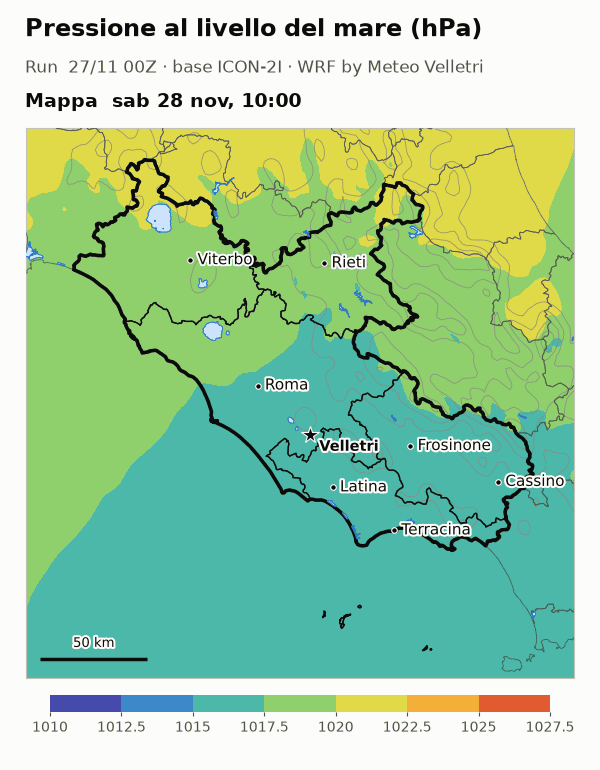 Pressione al livello del mare (hPa)
Run  27/11 00Z · base ICON-2I · WRF by Meteo Velletri
Mappa  sab 28 nov, 10:00
Viterbo
Rieti
Roma
Velletri
Frosinone
Latina
Cassino
Terracina
50 km
1010 1012.5 1015 1017.5 1020 1022.5 1025 1027.5